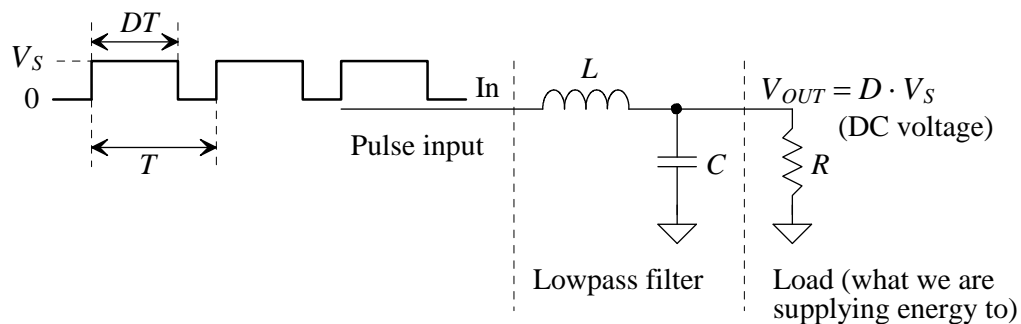 DT
V_S
0
T
In
Pulse input
L
C
R
V_OUT = D · V_S
(DC voltage)
Lowpass filter
Load (what we are
supplying energy to)